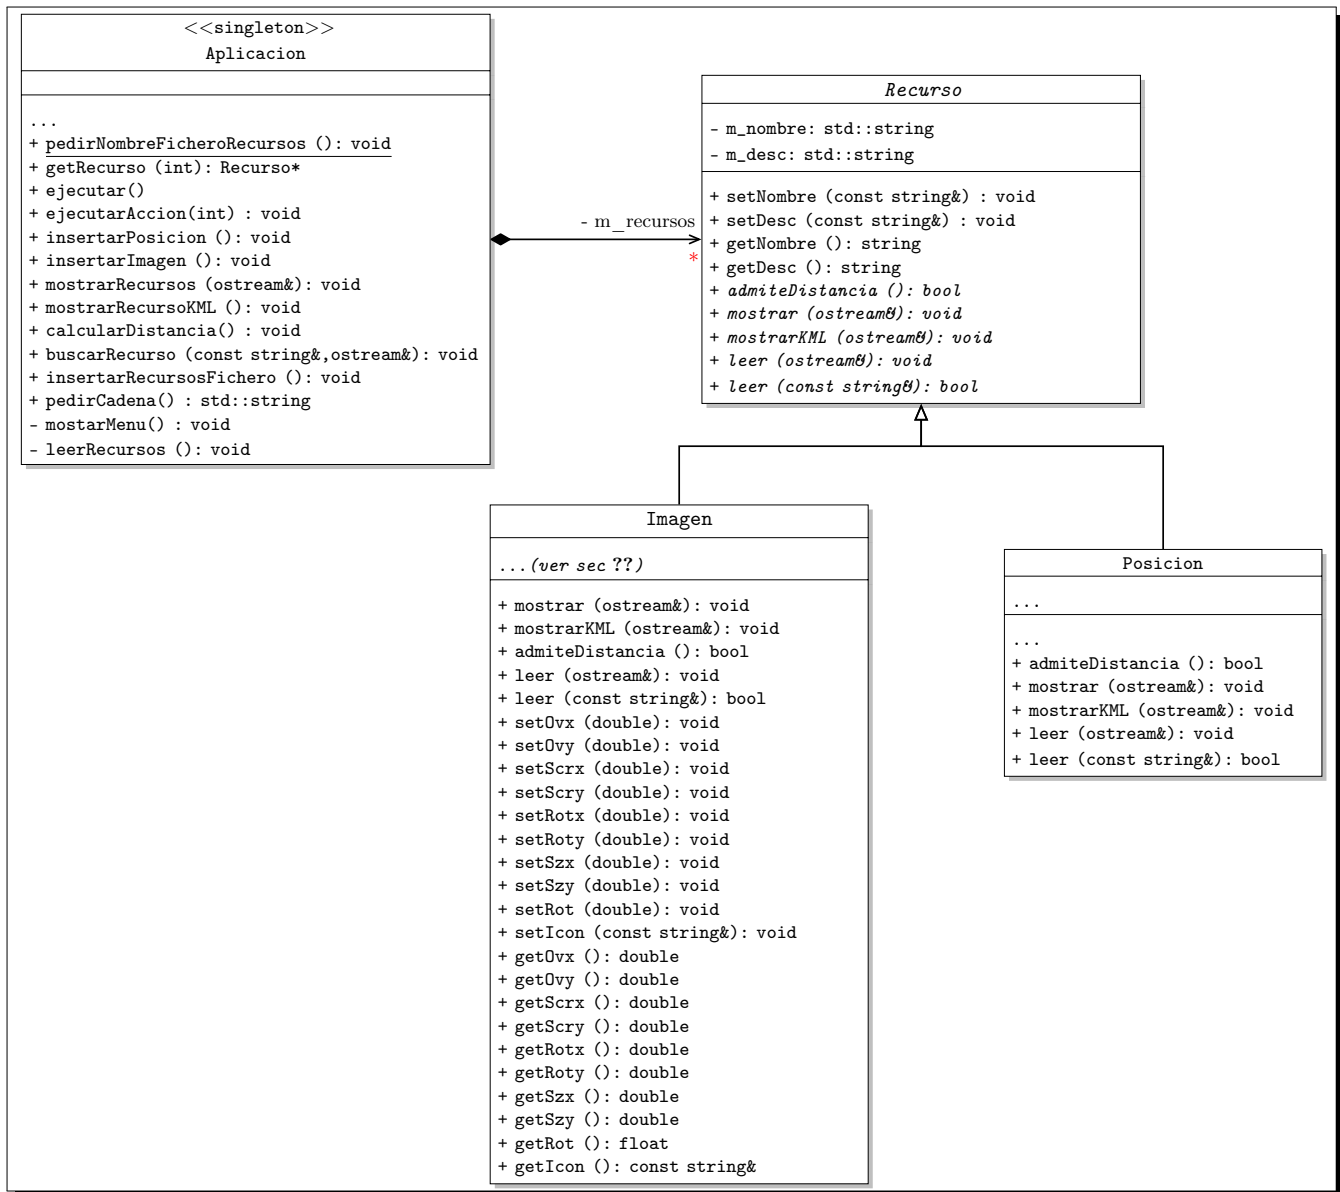 <<singleton>>
Aplicacion
...
+ pedirNombreFicheroRecursos (): void
+ getRecurso (int): Recurso*
+ ejecutar()
+ ejecutarAccion(int) : void
+ insertarPosicion (): void
+ insertarImagen (): void
+ mostrarRecursos (ostream&): void
+ mostrarRecursoKML (): void
+ calcularDistancia() : void
+ buscarRecurso (const string&,ostream&): void
+ insertarRecursosFichero (): void
+ pedirCadena() : std::string
- mostarMenu() : void
- leerRecursos (): void
- m_recursos
*
Recurso
- m_nombre: std::string
- m_desc: std::string
+ setNombre (const string&) : void
+ setDesc (const string&) : void
+ getNombre (): string
+ getDesc (): string
+ admiteDistancia (): bool
+ mostrar (ostream&): void
+ mostrarKML (ostream&): void
+ leer (ostream&): void
+ leer (const string&): bool
Imagen
...(ver sec ??)
+ mostrar (ostream&): void
+ mostrarKML (ostream&): void
+ admiteDistancia (): bool
+ leer (ostream&): void
+ leer (const string&): bool
+ setOvx (double): void
+ setOvy (double): void
+ setScrx (double): void
+ setScry (double): void
+ setRotx (double): void
+ setRoty (double): void
+ setSzx (double): void
+ setSzy (double): void
+ setRot (double): void
+ setIcon (const string&): void
+ getOvx (): double
+ getOvy (): double
+ getScrx (): double
+ getScry (): double
+ getRotx (): double
+ getRoty (): double
+ getSzx (): double
+ getSzy (): double
+ getRot (): float
+ getIcon (): const string&
Posicion
...
...
+ admiteDistancia (): bool
+ mostrar (ostream&): void
+ mostrarKML (ostream&): void
+ leer (ostream&): void
+ leer (const string&): bool